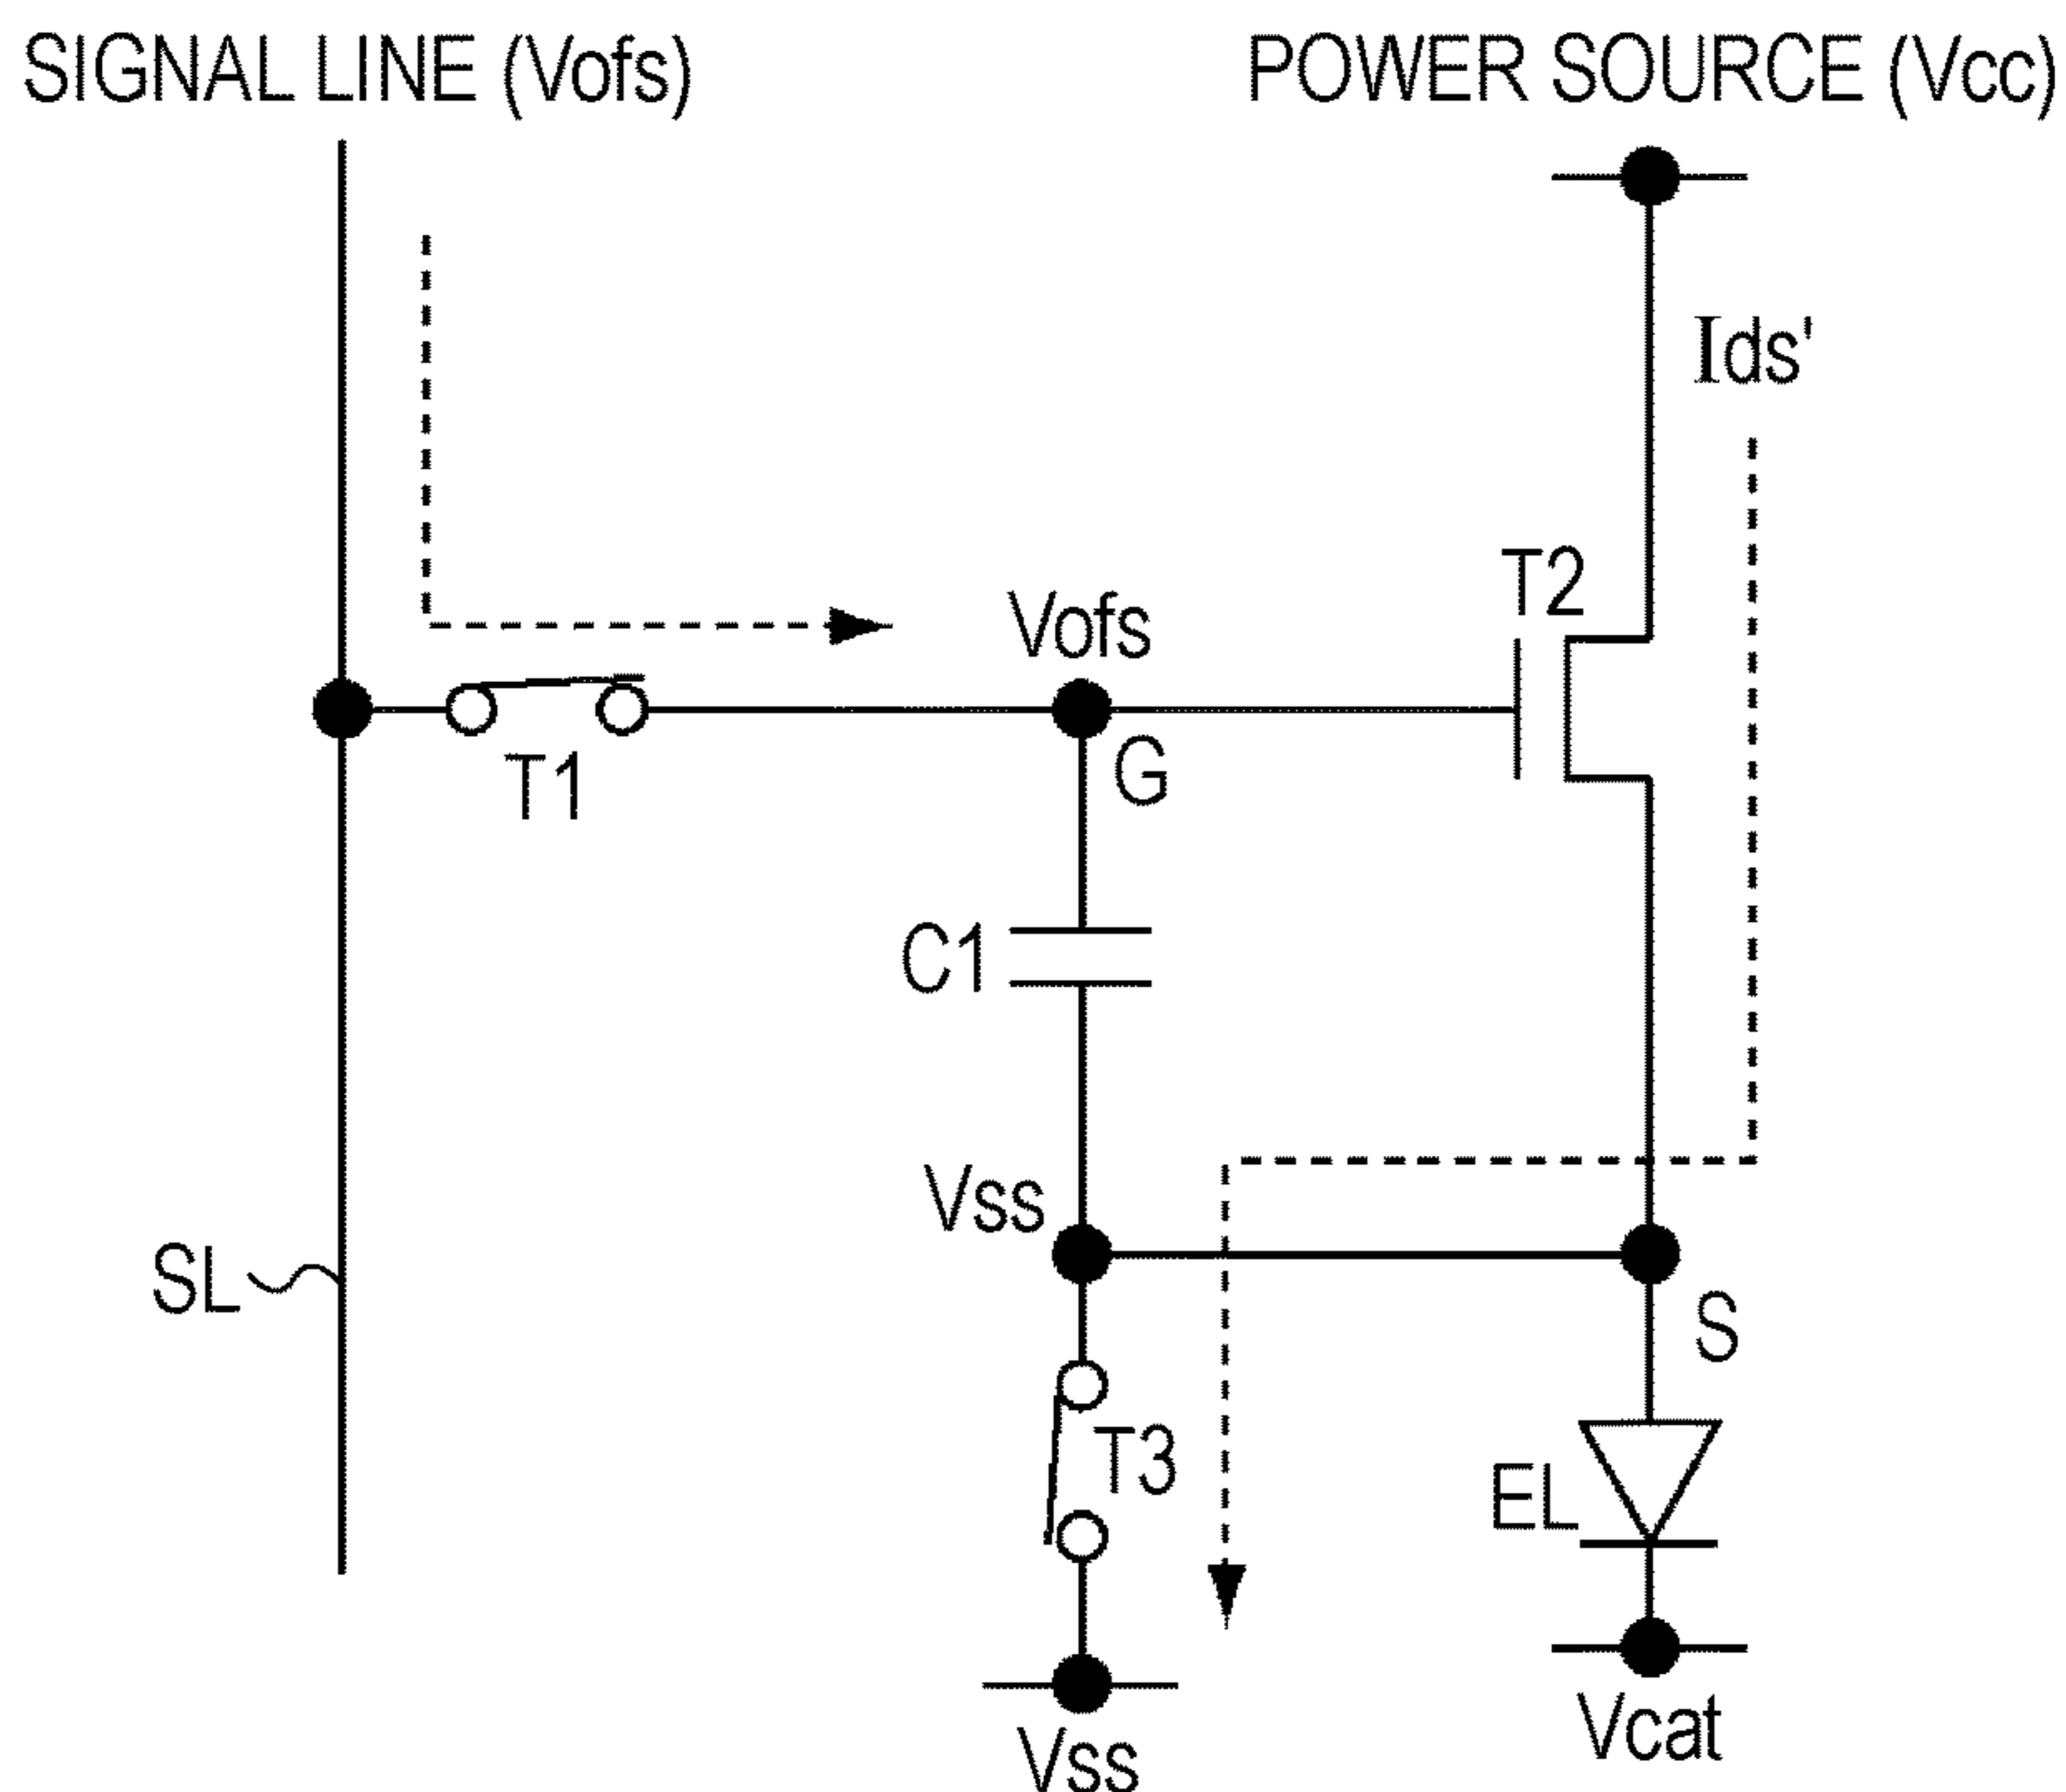 SIGNAL LINE (Vofs)
POWER SOURCE (Vcc)
Ids'
T2
Vofs
T1
G
C1
Vss
SL
S
T3
EL
Vcat
Vss